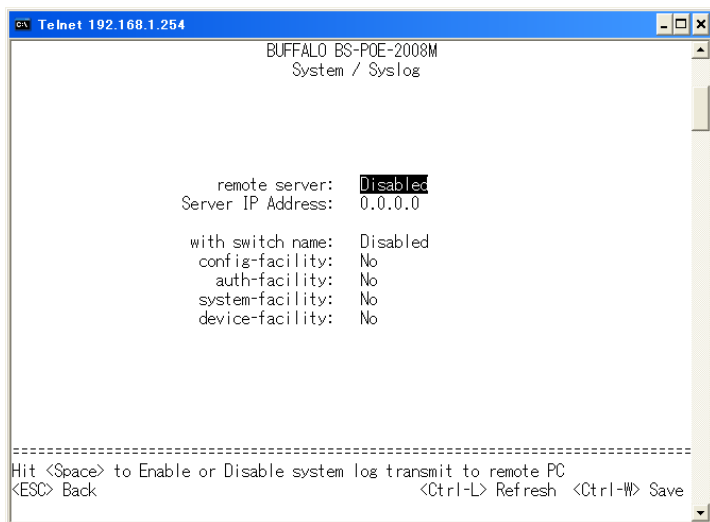 Telnet 192.168.1.254
BUFFALO BS-POE-2008M
System / Syslog
remote server: Disabled
Server IP Address: 0.0.0.0
with switch name: Disabled
config-facility: No
auth-facility: No
system-facility: No
device-facility: No
Hit <Space> to Enable or Disable system log transmit to remote PC
<ESC> Back <Ctrl-L> Refresh <Ctrl-W> Save